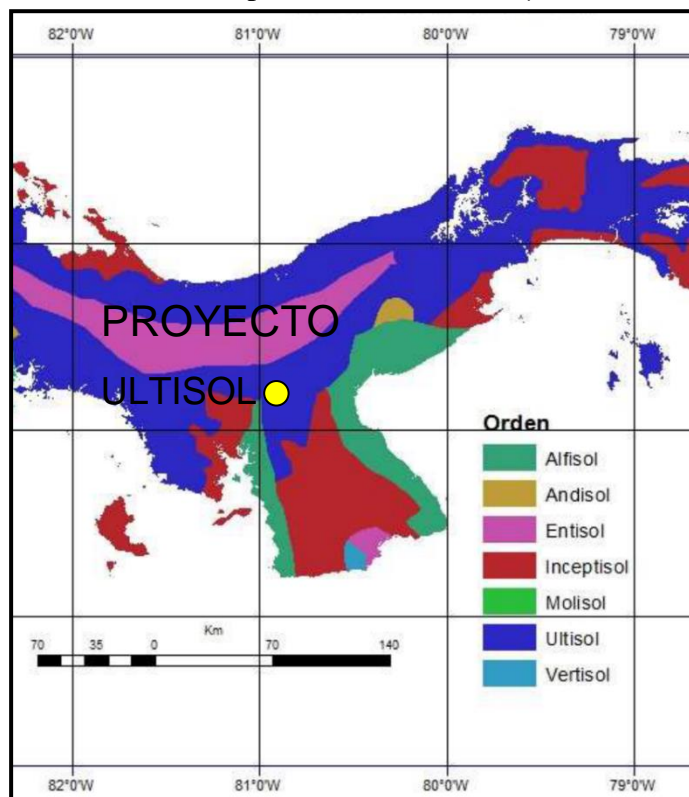 82°0'W 81°0'W 80°0'W 79°0'W
PROYECTO
ULTISOL
Orden
Alfisol
Andisol
Entisol
Inceptisol
Molisol
Ultisol
Vertisol
Km
70 35 0 70 140
82°0'W 81°0'W 80°0'W 79°0'W